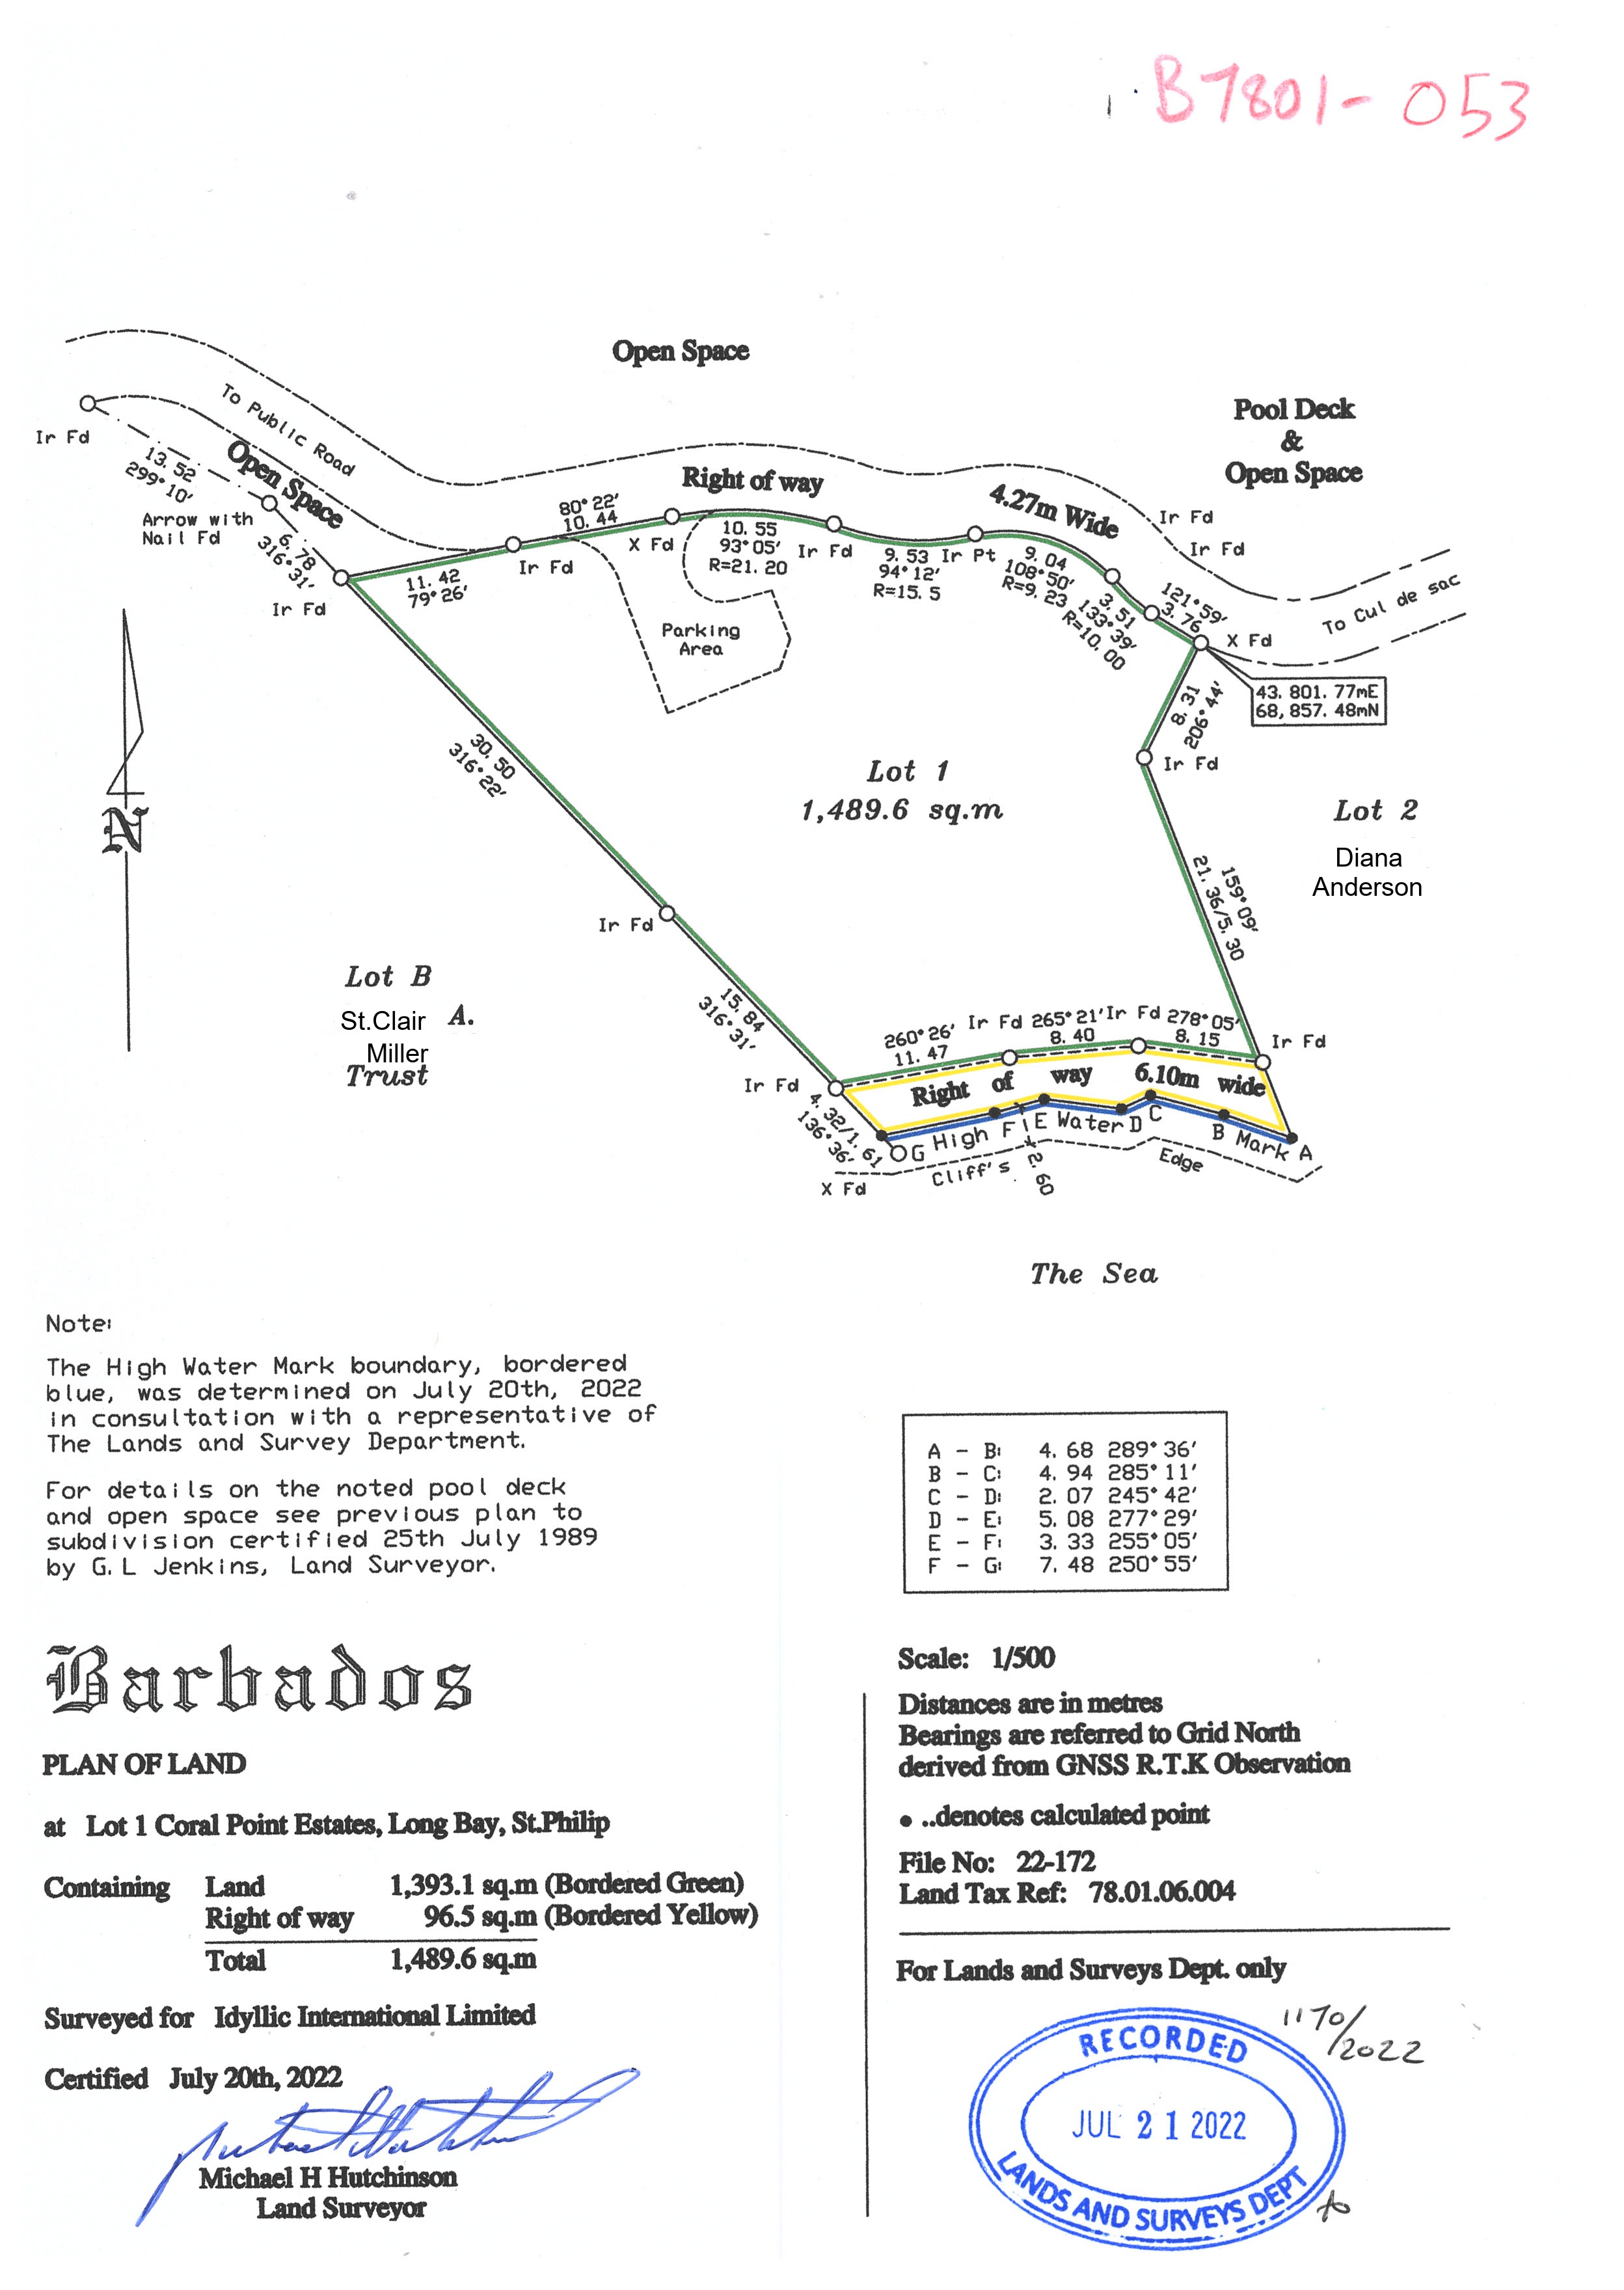 B7801-053
Open Space
Pool Deck
&
Open Space
To Public Road
Ir Fd
13.52
299°10'
Open Space
Arrow with
Nail Fd
6.78
316°31'
Ir Fd
11.42
79°26'
Ir Fd
80°22'
10.44
X Fd
Right of way
10.55
93°05'
R=21.20
Ir Fd
9.53
94°12'
R=15.5
Ir Pt
4.27m Wide
9.04
108°50'
R=9.23
3.51
133°39'
R=10.00
121°59'
3.76
Ir Fd
Ir Fd
X Fd
To Cul de sac
43.801.77mE
68,857.48mN
Parking
Area
8.31
206°44'
Ir Fd
30.50
316°22'
Lot 1
1,489.6 sq.m
Lot 2
Diana
Anderson
159°09'
21.36/5.30
N
Ir Fd
Lot B
St.Clair A.
Miller
Trust
15.84
316°31'
260°26'
11.47
Ir Fd
265°21'
8.40
Ir Fd
278°05'
8.15
Ir Fd
Ir Fd
Right of way 6.10m wide
4.32/1.61
136°36'
X Fd
G High F E Water D C B Mark A
Cliff's Edge
2.60
The Sea
Note:
The High Water Mark boundary, bordered
blue, was determined on July 20th, 2022
in consultation with a representative of
The Lands and Survey Department.
For details on the noted pool deck
and open space see previous plan to
subdivision certified 25th July 1989
by G.L Jenkins, Land Surveyor.
A - B: 4.68 289°36'
B - C: 4.94 285°11'
C - D: 2.07 245°42'
D - E: 5.08 277°29'
E - F: 3.33 255°05'
F - G: 7.48 250°55'
Barbados
PLAN OF LAND
at Lot 1 Coral Point Estates, Long Bay, St.Philip
Containing Land 1,393.1 sq.m (Bordered Green)
Right of way 96.5 sq.m (Bordered Yellow)
Total 1,489.6 sq.m
Surveyed for Idyllic International Limited
Certified July 20th, 2022
Michael H Hutchinson
Land Surveyor
Scale: 1/500
Distances are in metres
Bearings are referred to Grid North
derived from GNSS R.T.K Observation
• ..denotes calculated point
File No: 22-172
Land Tax Ref: 78.01.06.004
For Lands and Surveys Dept. only
1170/2022
RECORDED
JUL 21 2022
LANDS AND SURVEYS DEPT